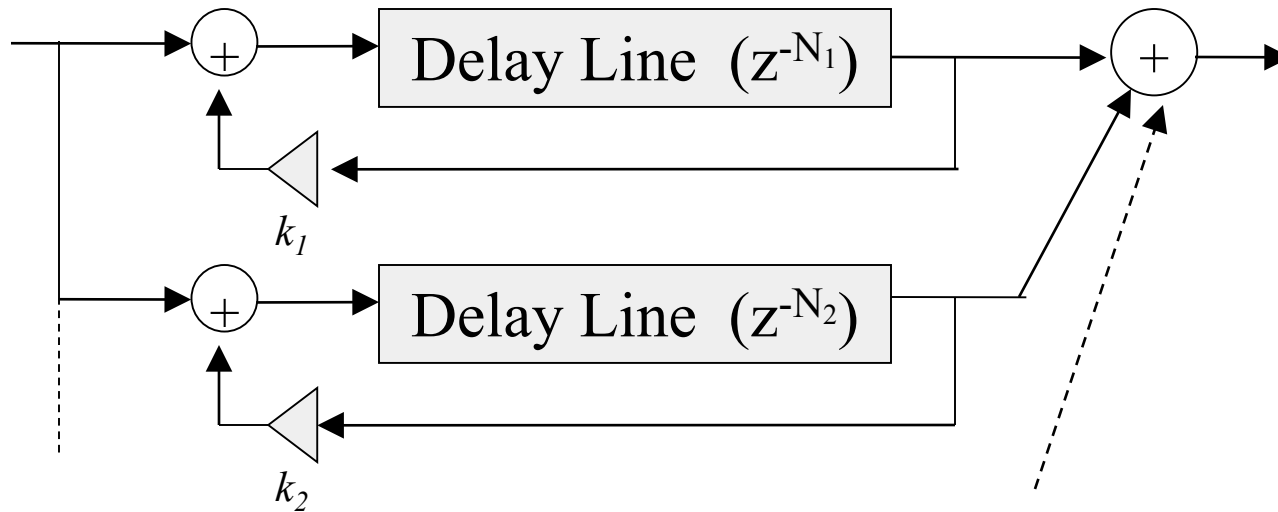 +
Delay Line (z⁻ᴺ₁)
+
k₁
+
Delay Line (z⁻ᴺ₂)
k₂